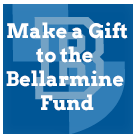 Make a Gift
to the
Bellarmine
Fund